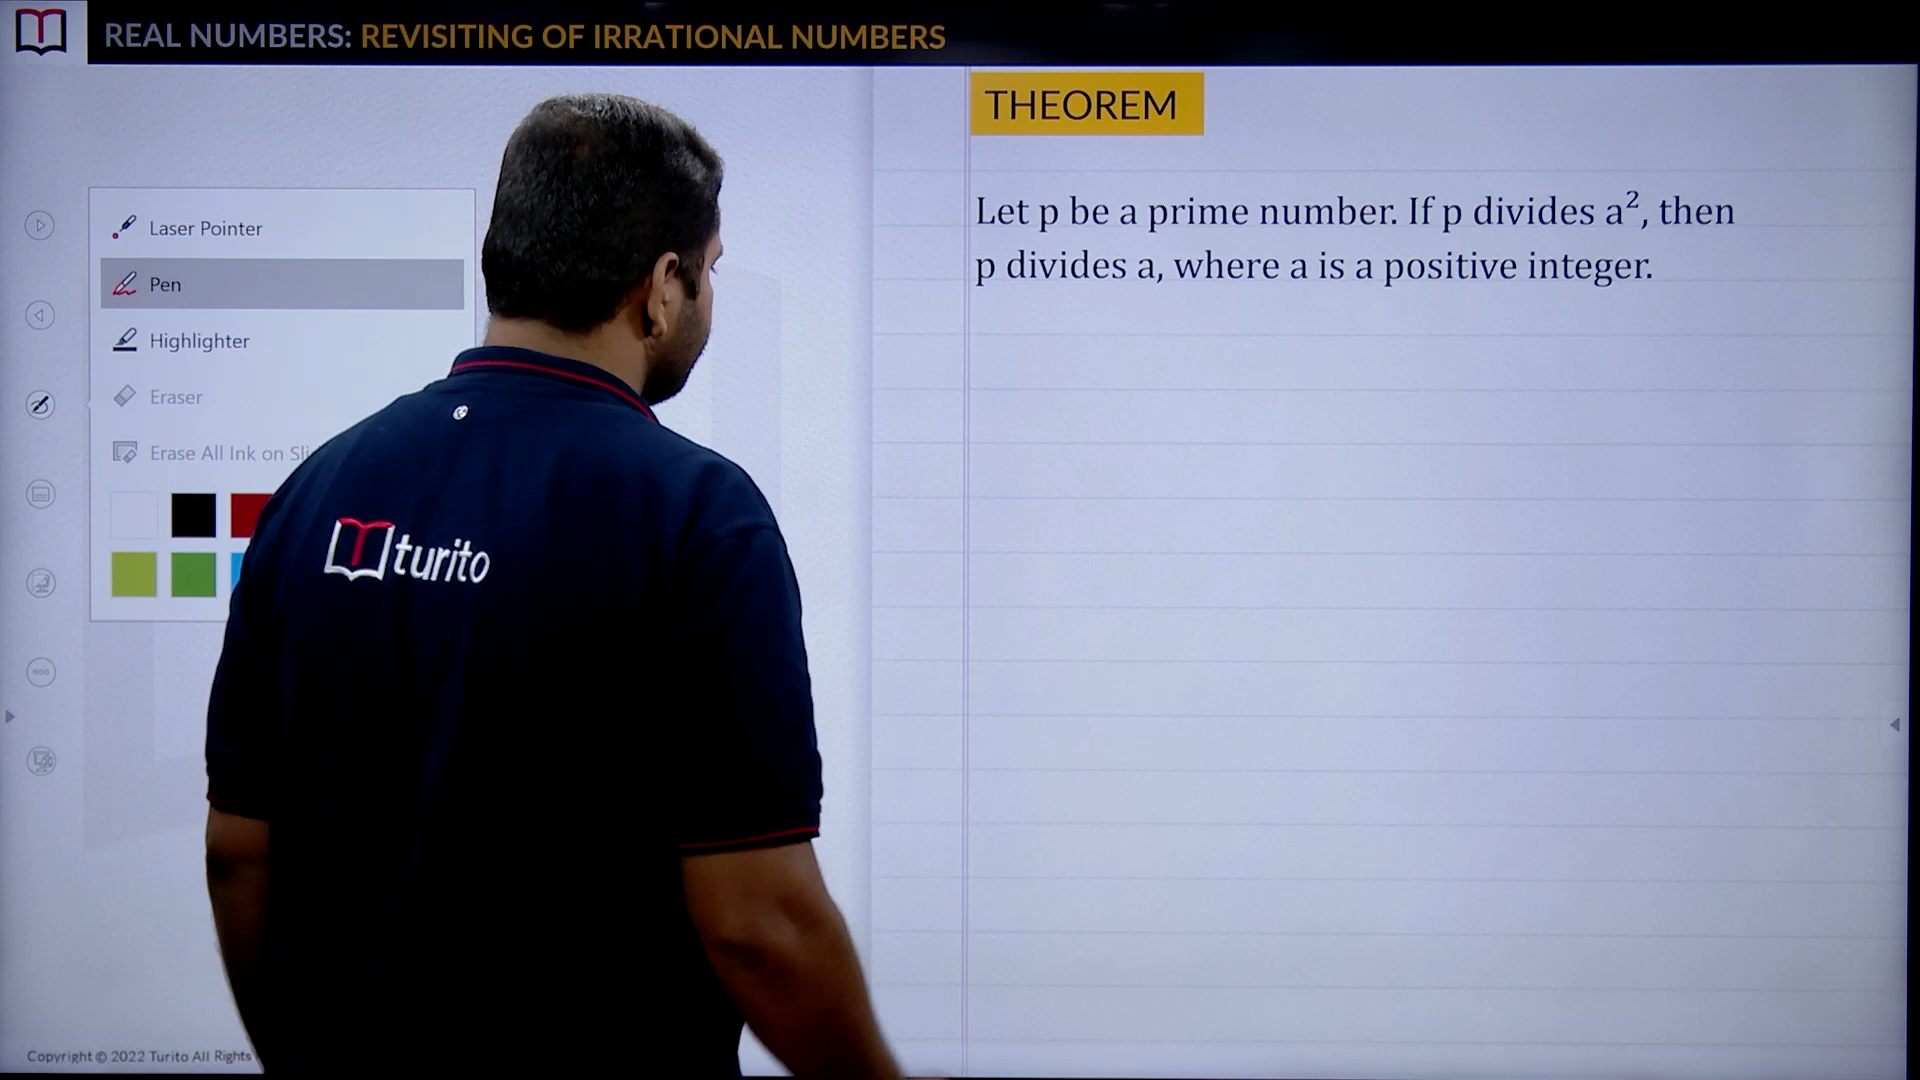 REAL NUMBERS: REVISITING OF IRRATIONAL NUMBERS
THEOREM
Let p be a prime number. If p divides a², then
p divides a, where a is a positive integer.
Laser Pointer
Pen
Highlighter
Eraser
Erase All Ink on
turito
Copyright © 2022 Turito All Rights